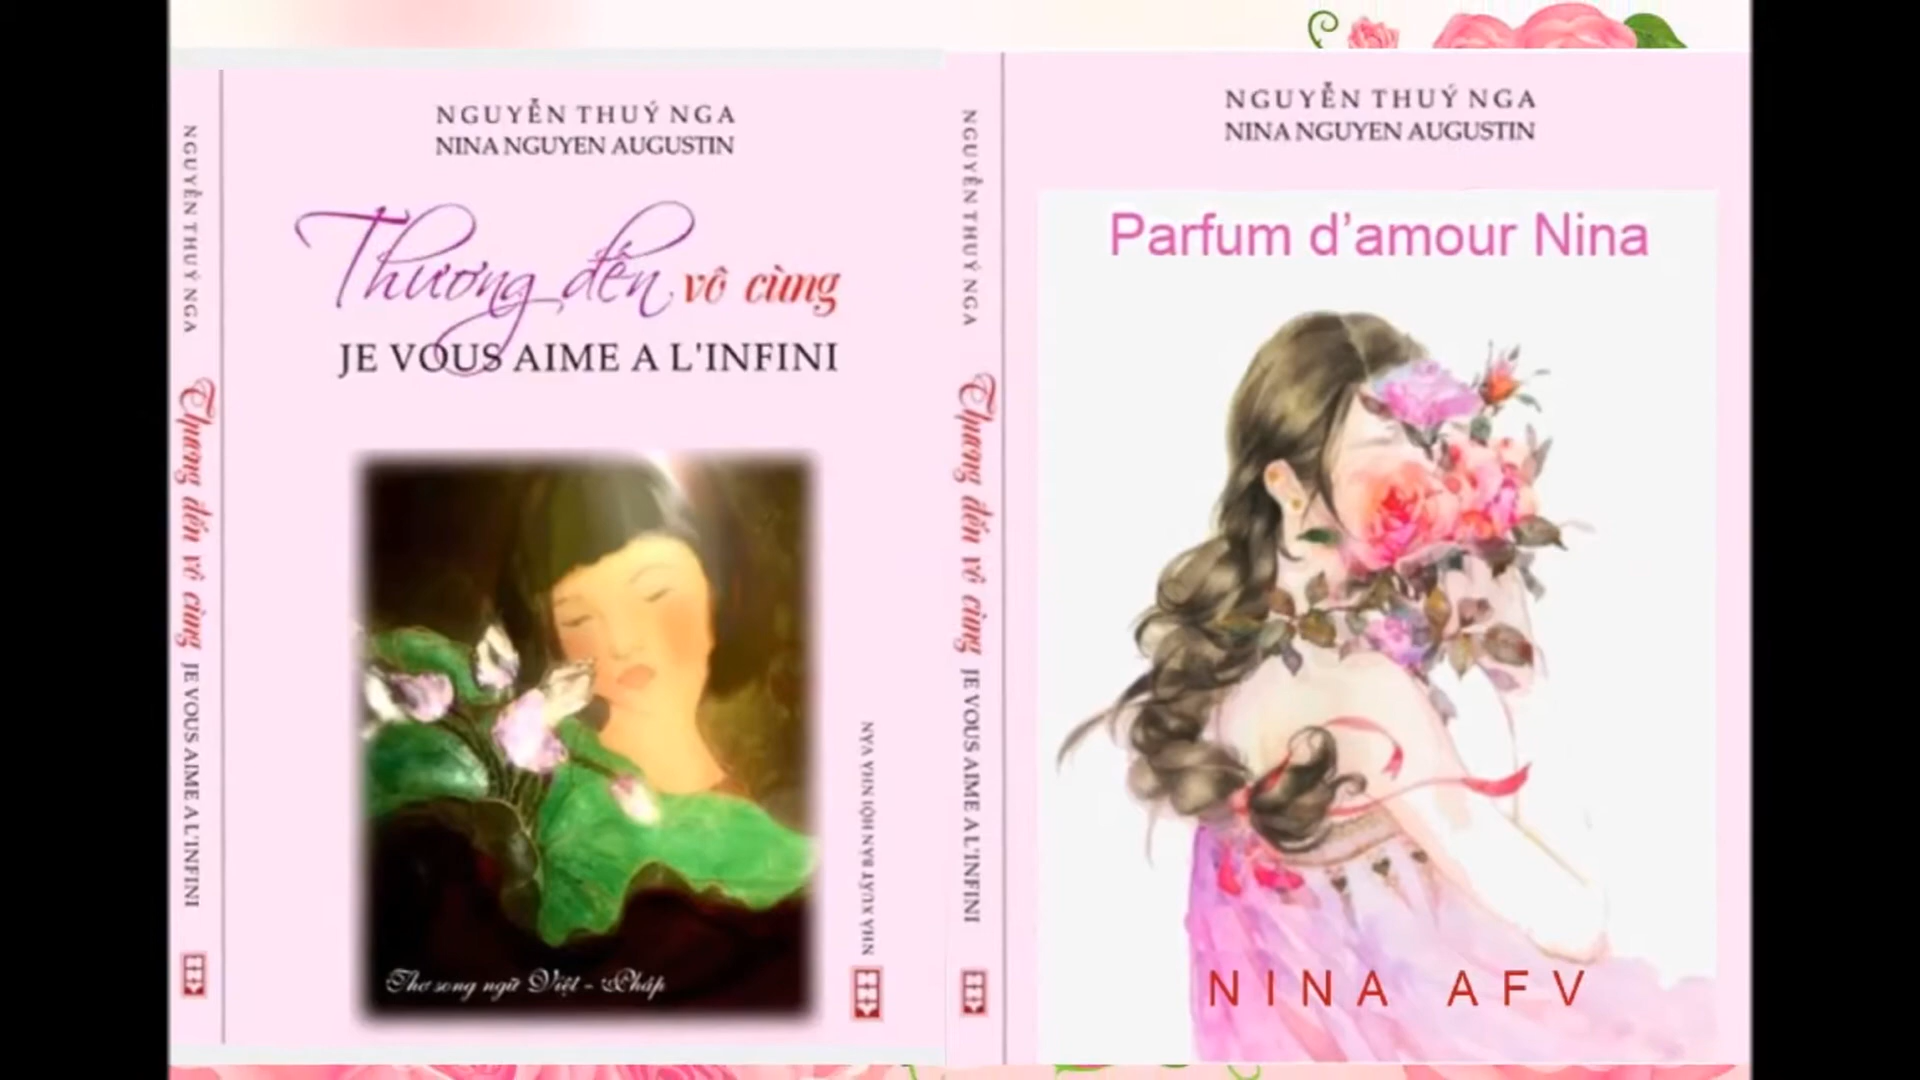 NGUYỄN THUÝ NGA
Thương đến vô cùng
JE VOUS AIME A L'INFINI
NGUYỄN THUÝ NGA
NINA NGUYEN AUGUSTIN
Thương đến vô cùng
JE VOUS AIME A L'INFINI
Thơ song ngữ Việt - Pháp
NHÀ XUẤT BẢN HỘI NHÀ VĂN
NGUYỄN THUÝ NGA
Thương đến vô cùng
JE VOUS AIME A L'INFINI
NGUYỄN THUÝ NGA
NINA NGUYEN AUGUSTIN
Parfum d'amour Nina
NINA AFV